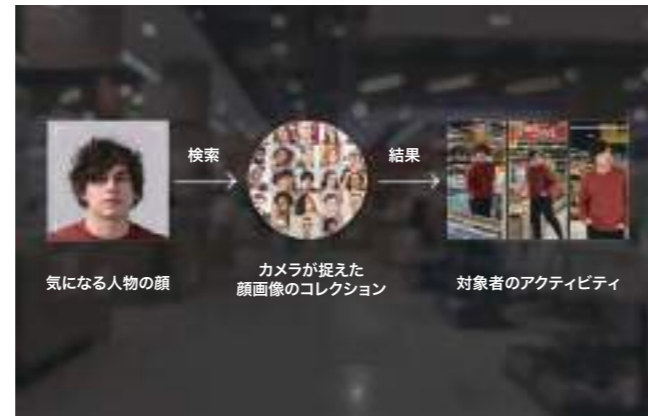 検索
結果
気になる人物の顔
カメラが捉えた
顔画像のコレクション
対象者のアクティビティ